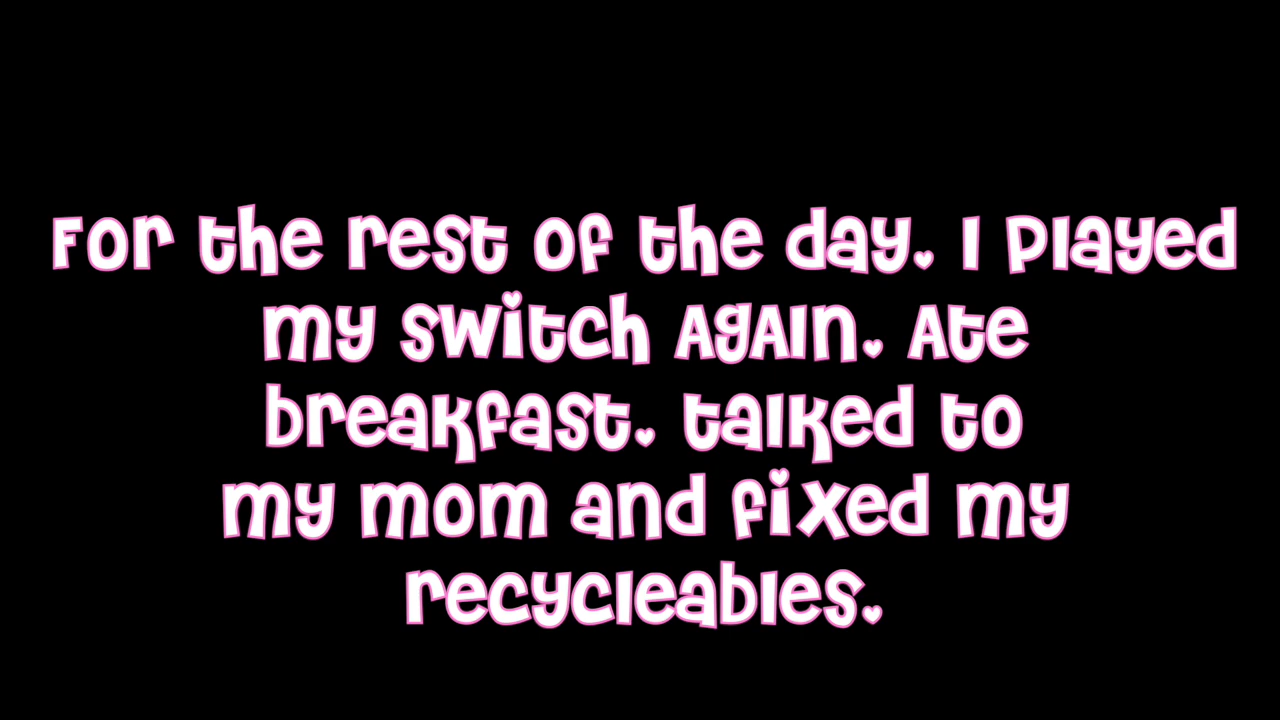 For the rest of the day. I played
my switch AgAIn. Ate
breakfast. talked to
my mom and fixed my
recycleables.